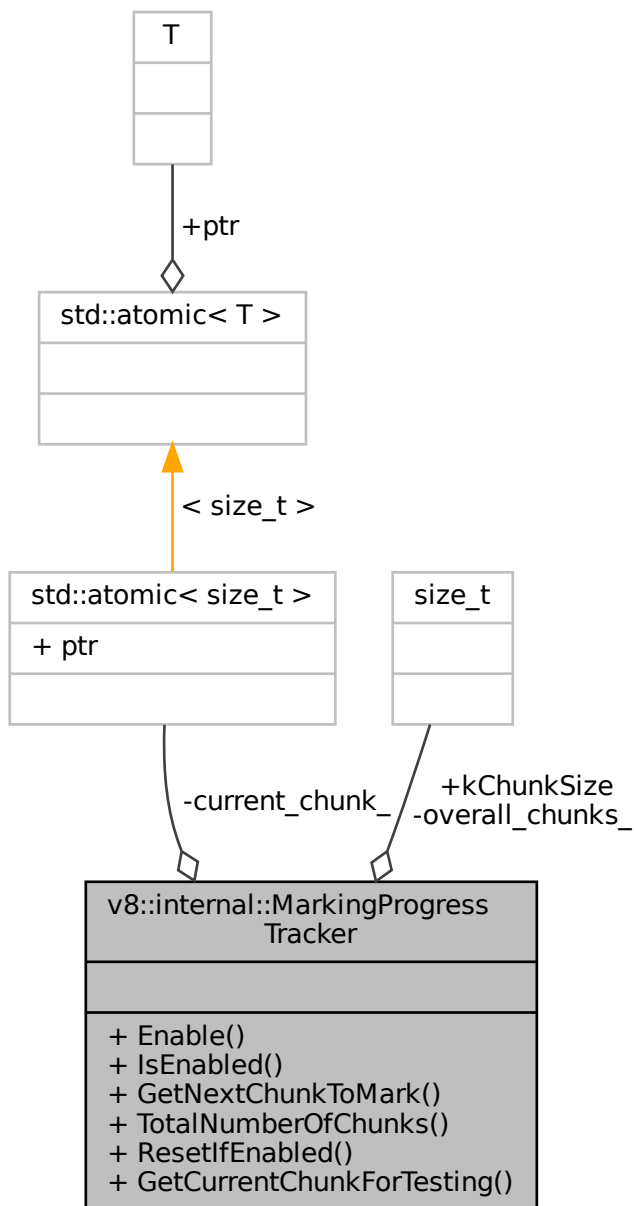 T
+ptr
std::atomic< T >
< size_t >
std::atomic< size_t >
+ ptr
size_t
-current_chunk_
+kChunkSize
-overall_chunks_
v8::internal::MarkingProgress
Tracker
+ Enable()
+ IsEnabled()
+ GetNextChunkToMark()
+ TotalNumberOfChunks()
+ ResetIfEnabled()
+ GetCurrentChunkForTesting()